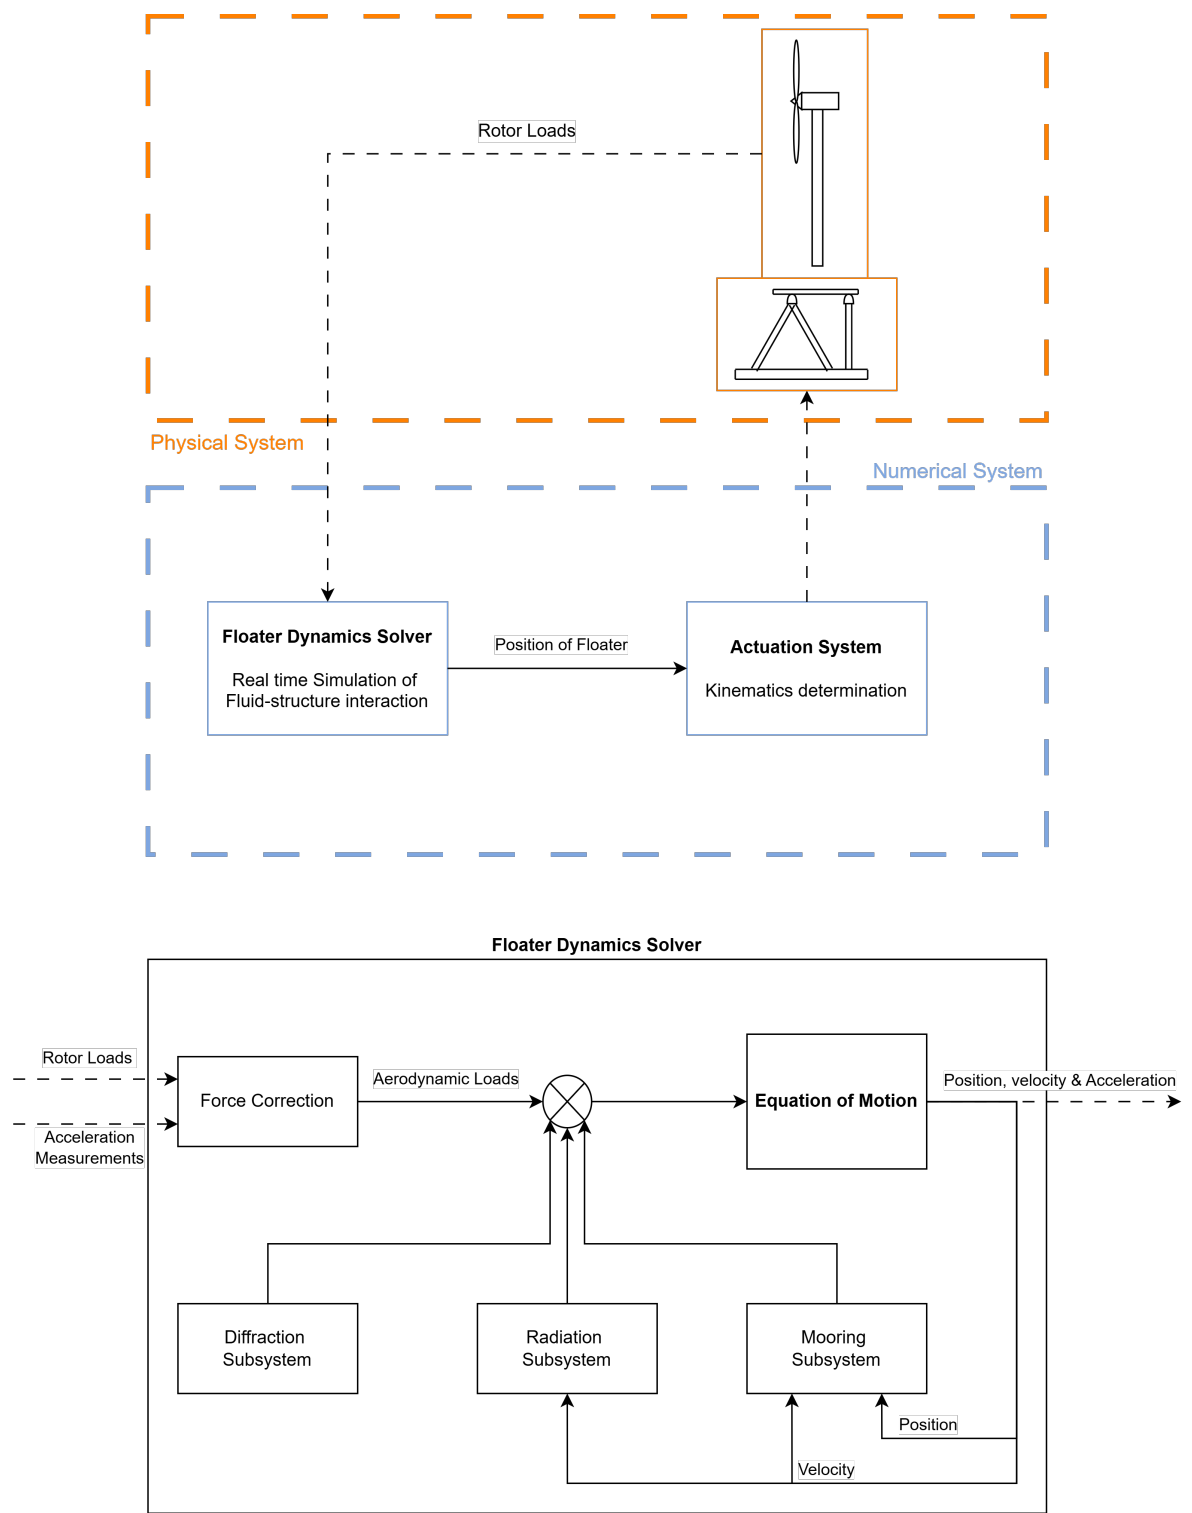 Rotor Loads
Physical System
Numerical System
Floater Dynamics Solver
Real time Simulation of
Fluid-structure interaction
Position of Floater
Actuation System
Kinematics determination
Floater Dynamics Solver
Rotor Loads
Acceleration
Measurements
Force Correction
Aerodynamic Loads
Equation of Motion
Position, velocity & Acceleration
Diffraction
Subsystem
Radiation
Subsystem
Mooring
Subsystem
Position
Velocity